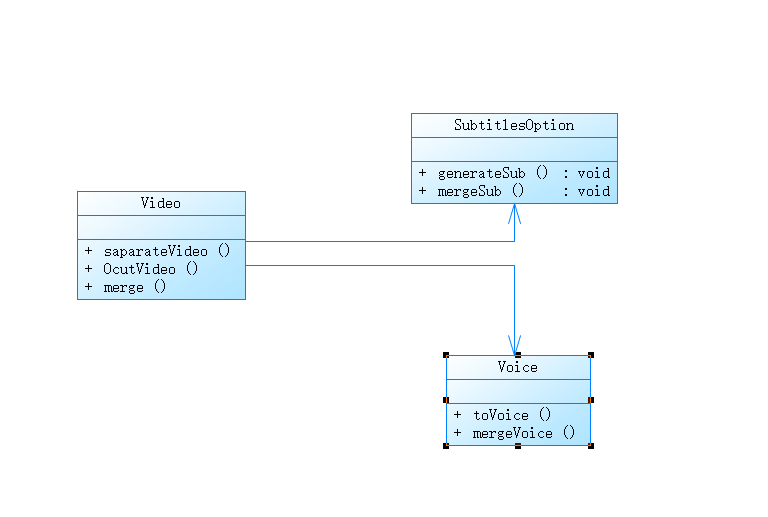 SubtitlesOption
+ generateSub () : void
+ mergeSub () : void
Video
+ saparateVideo ()
+ OcutVideo ()
+ merge ()
Voice
+ toVoice ()
+ mergeVoice ()